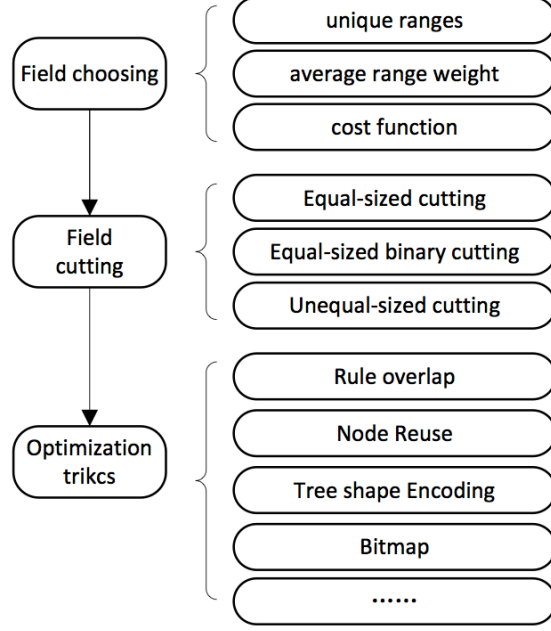 Field choosing
unique ranges
average range weight
cost function
Field
cutting
Equal-sized cutting
Equal-sized binary cutting
Unequal-sized cutting
Optimization
trikcs
Rule overlap
Node Reuse
Tree shape Encoding
Bitmap
......